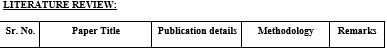 LITERATURE REVIEW:
Sr. No. Paper Title Publication details Methodology Remarks